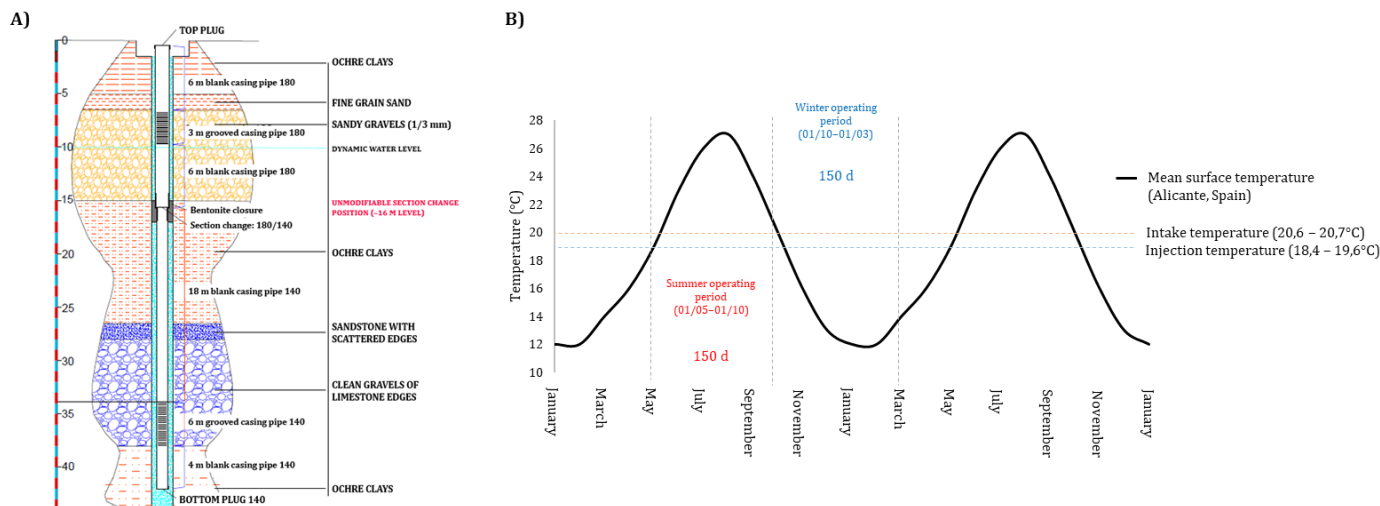 A)
TOP PLUG
0
OCHRE CLAYS
6 m blank casing pipe 180
5
FINE GRAIN SAND
SANDY GRAVELS (1/3 mm)
3 m grooved casing pipe 180
10
DYNAMIC WATER LEVEL
6 m blank casing pipe 180
15
UNMODIFIABLE SECTION CHANGE
POSITION (–16 M LEVEL)
Bentonite closure
Section change: 180/140
20
OCHRE CLAYS
18 m blank casing pipe 140
25
SANDSTONE WITH
SCATTERED EDGES
30
CLEAN GRAVELS OF
LIMESTONE EDGES
35
6 m grooved casing pipe 140
40
4 m blank casing pipe 140
OCHRE CLAYS
BOTTOM PLUG 140
B)
Winter operating
period
(01/10–01/03)
150 d
Summer operating
period
(01/05–01/10)
150 d
Temperature (°C)
28
26
24
22
20
18
16
14
12
10
January
March
May
July
September
November
January
March
May
July
September
November
January
Mean surface temperature
(Alicante, Spain)
Intake temperature (20,6 – 20,7°C)
Injection temperature (18,4 – 19,6°C)